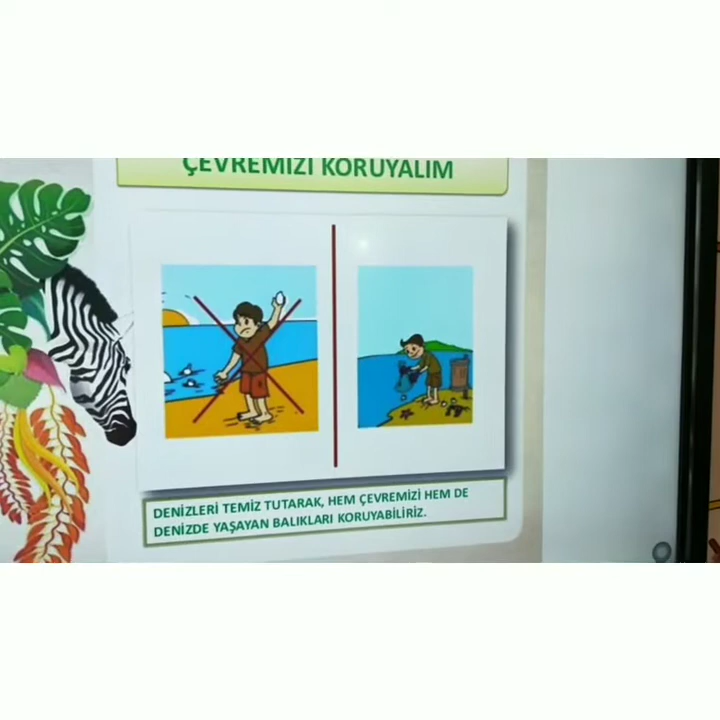 ÇEVREMİZİ KORUYALIM
DENİZLERİ TEMİZ TUTARAK, HEM ÇEVREMİZİ HEM DE
DENİZDE YAŞAYAN BALIKLARI KORUYABİLİRİZ.